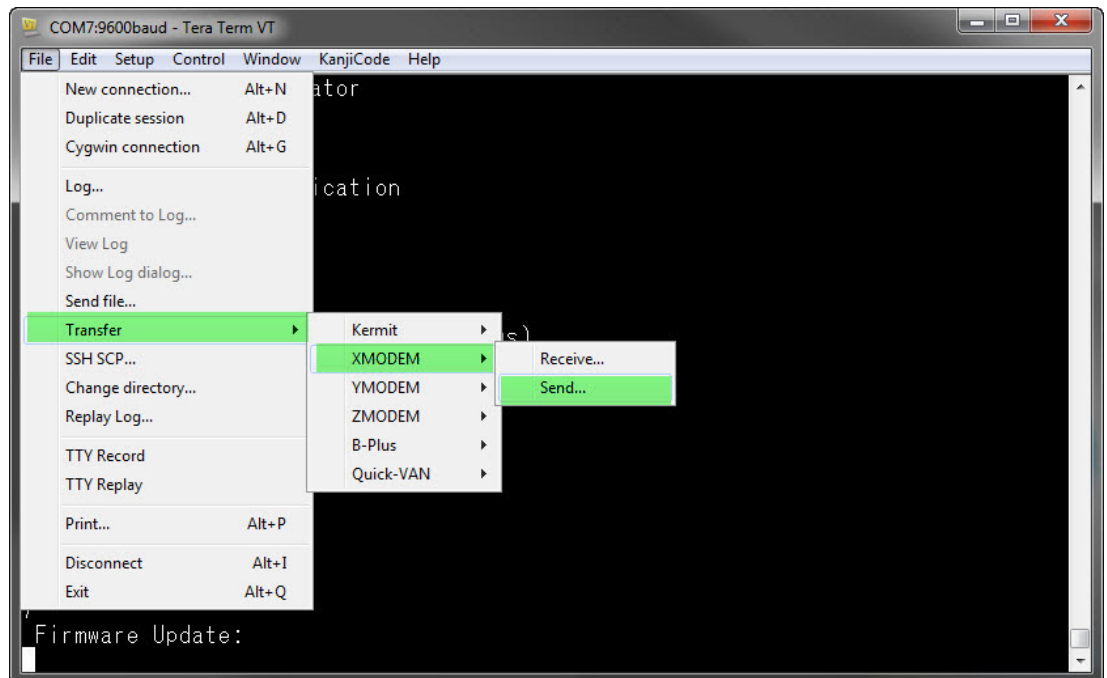 COM7:9600baud - Tera Term VT
File Edit Setup Control Window KanjiCode Help
New connection... Alt+N
ator
Duplicate session Alt+D
Cygwin connection Alt+G
Log...
ication
Comment to Log...
View Log
Show Log dialog...
Send file...
Transfer
Kermit
s)
SSH SCP...
XMODEM
Receive...
Change directory...
YMODEM
Send...
Replay Log...
ZMODEM
B-Plus
TTY Record
Quick-VAN
TTY Replay
Print... Alt+P
Disconnect Alt+I
Exit Alt+Q
Firmware Update: